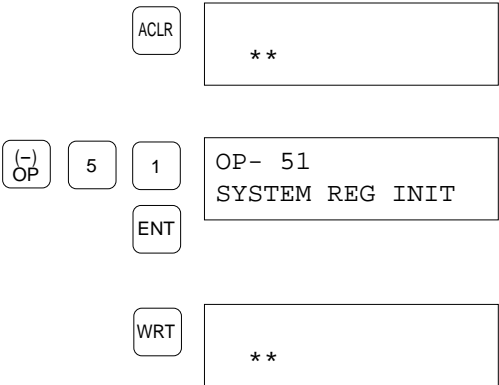 ACLR
**
(–)
OP 5 1 OP- 51
ENT SYSTEM REG INIT
WRT
**